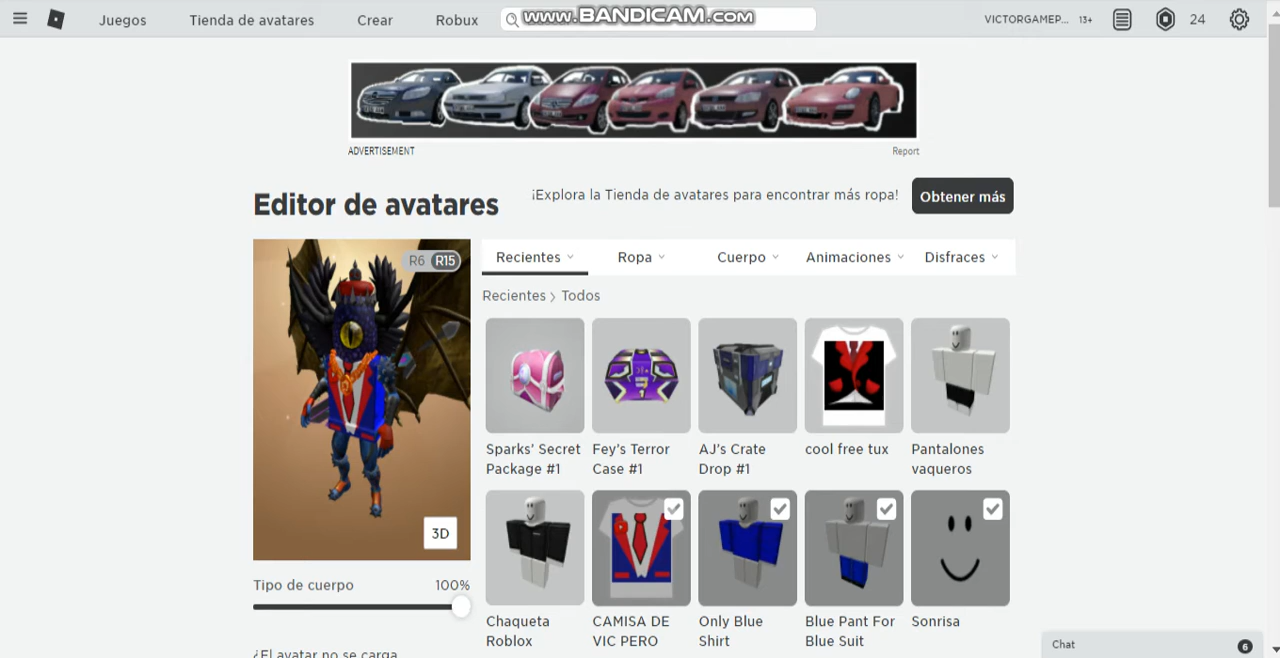 Juegos
Tienda de avatares
Crear
Robux
WWW.BANDICAM.COM
VICTORGAMEP...
13+
24
ADVERTISEMENT
Report
Editor de avatares
¡Explora la Tienda de avatares para encontrar más ropa!
Obtener más
R6 R15
3D
Tipo de cuerpo
100%
¿El avatar no se carga
Recientes
Ropa
Cuerpo
Animaciones
Disfraces
Recientes > Todos
Sparks' Secret
Package #1
Fey's Terror
Case #1
AJ's Crate
Drop #1
cool free tux
Pantalones
vaqueros
Chaqueta
Roblox
CAMISA DE
VIC PERO
Only Blue
Shirt
Blue Pant For
Blue Suit
Sonrisa
Chat
6